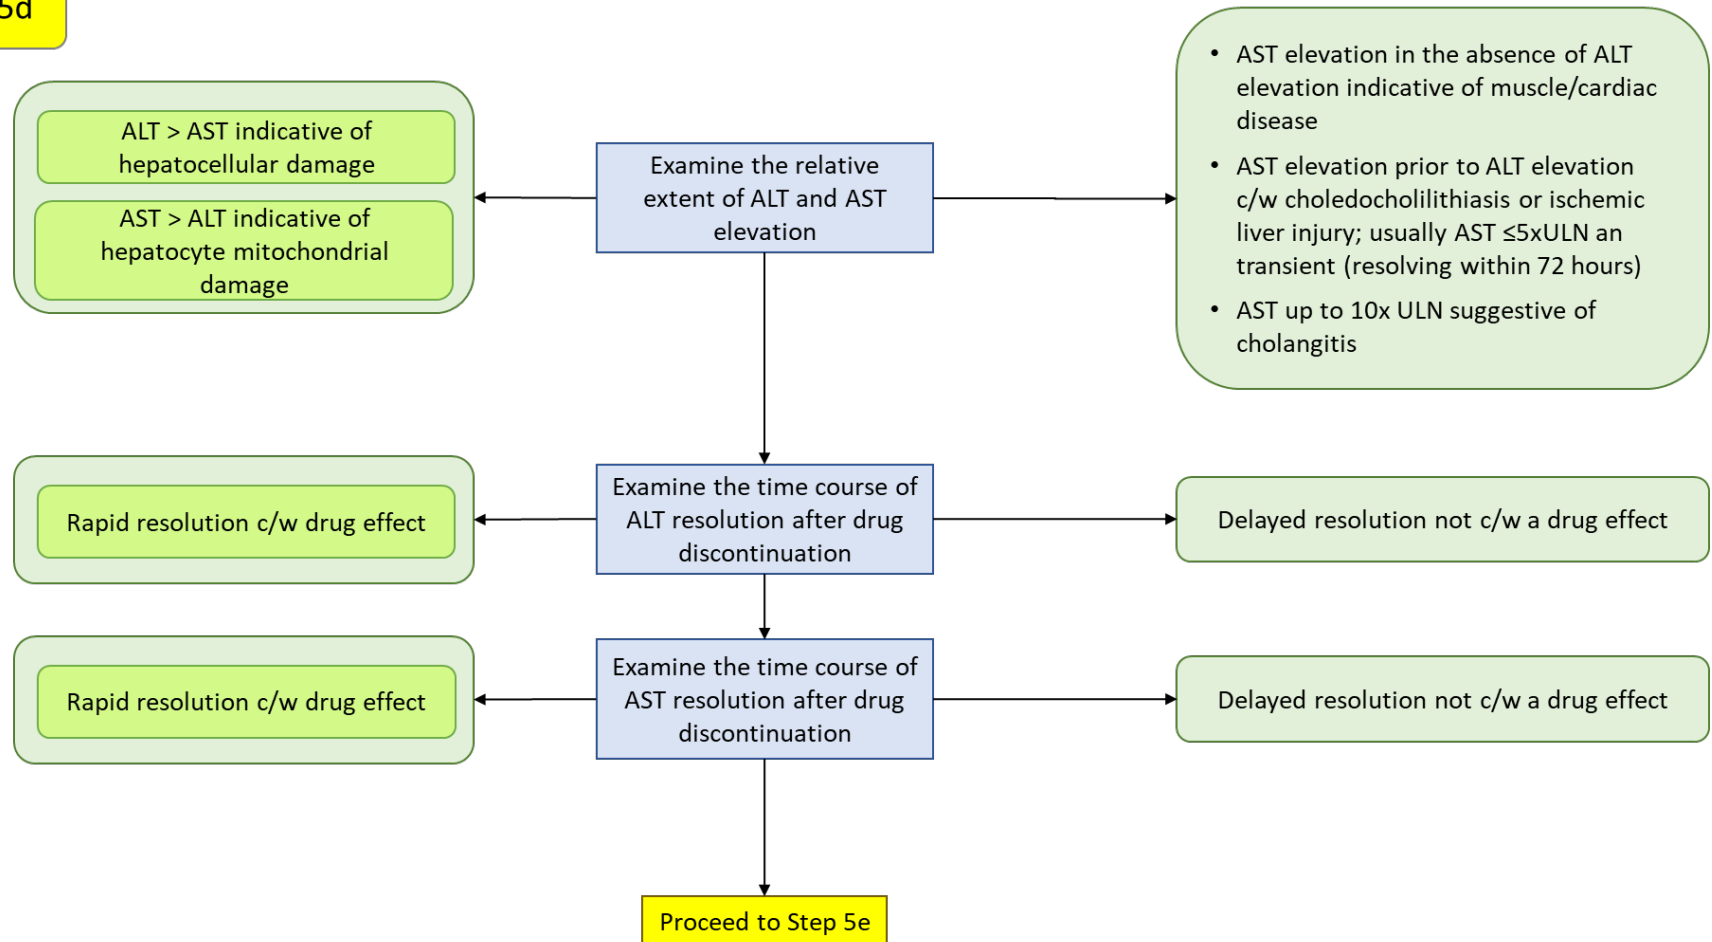 5d
ALT > AST indicative of
hepatocellular damage
AST > ALT indicative of
hepatocyte mitochondrial
damage
Examine the relative
extent of ALT and AST
elevation
• AST elevation in the absence of ALT
elevation indicative of muscle/cardiac
disease
• AST elevation prior to ALT elevation
c/w choledocholilithiasis or ischemic
liver injury; usually AST ≤5xULN an
transient (resolving within 72 hours)
• AST up to 10x ULN suggestive of
cholangitis
Rapid resolution c/w drug effect
Examine the time course of
ALT resolution after drug
discontinuation
Delayed resolution not c/w a drug effect
Rapid resolution c/w drug effect
Examine the time course of
AST resolution after drug
discontinuation
Delayed resolution not c/w a drug effect
Proceed to Step 5e